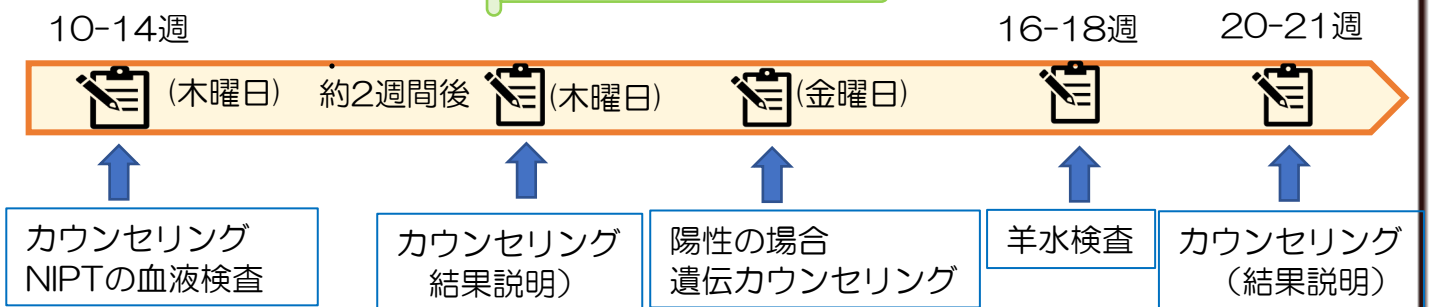 10-14週
16-18週
20-21週
(木曜日)
約2週間後
(木曜日)
(金曜日)
カウンセリング
NIPTの血液検査
カウンセリング
結果説明)
陽性の場合
遺伝カウンセリング
羊水検査
カウンセリング
(結果説明)